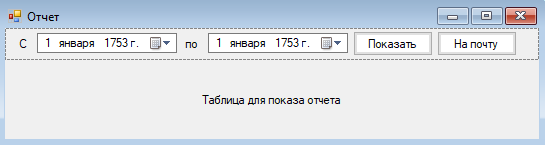 Отчет
С 1 января 1753 г. по 1 января 1753 г. Показать На почту
Таблица для показа отчета